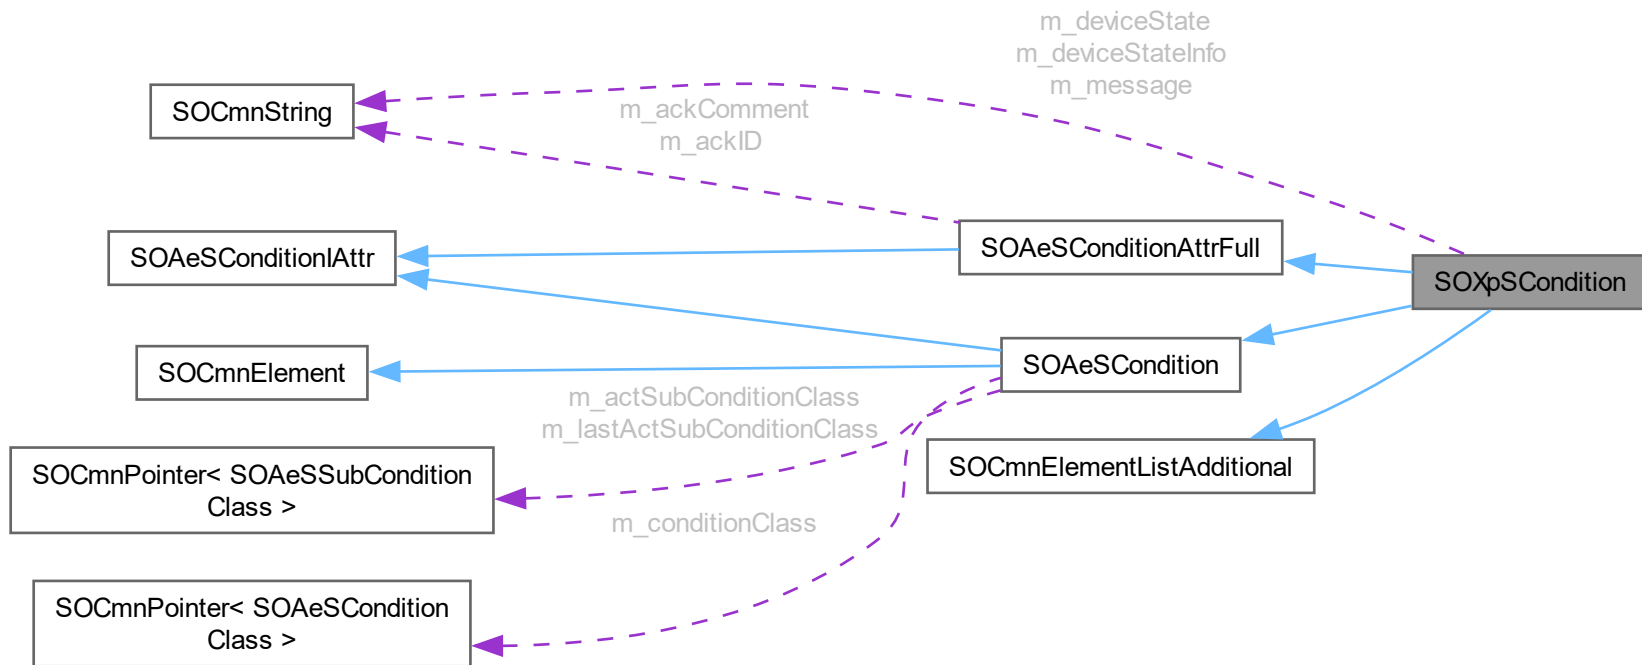 m_deviceState
m_deviceStateInfo
m_message
SOCmnString
m_ackComment
m_ackID
SOAeSConditionIAttr
SOAeSConditionAttrFull
SOXpSCondition
SOCmnElement
SOAeSCondition
m_actSubConditionClass
m_lastActSubConditionClass
SOCmnElementListAdditional
SOCmnPointer< SOAeSSubCondition
Class >
m_conditionClass
SOCmnPointer< SOAeSCondition
Class >